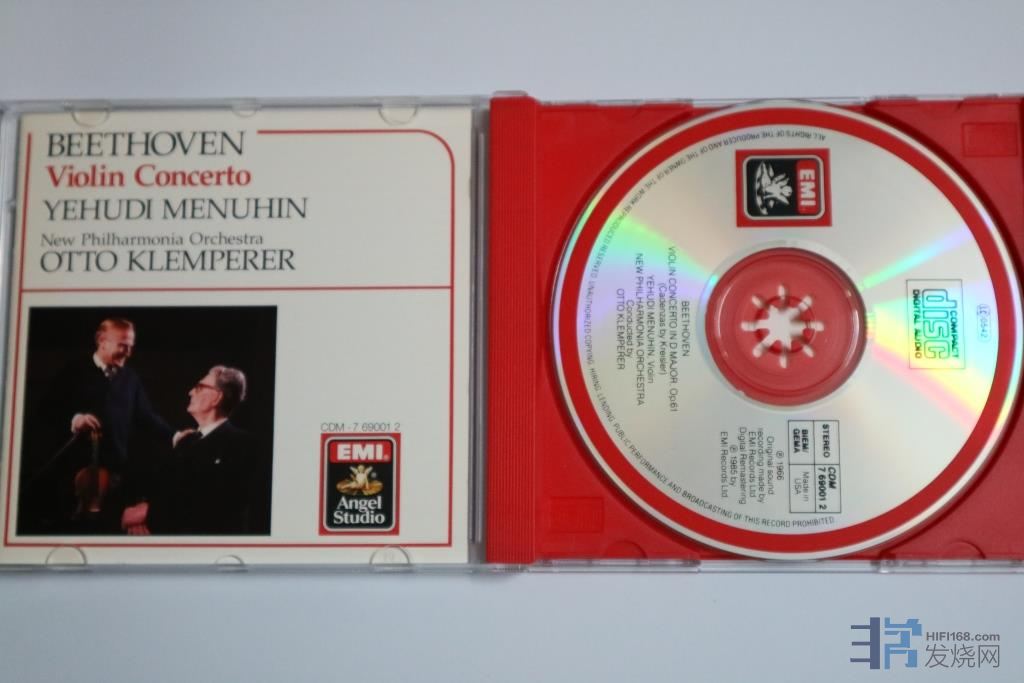 BEETHOVEN
Violin Concerto
YEHUDI MENUHIN
New Philharmonia Orchestra
OTTO KLEMPERER
CDM - 7 69001 2
EMI
Angel
Studio
EMI
ALL RIGHTS OF THE PRODUCER AND OF THE OWNER OF THE WORK REPRODUCED RESERVED. UNAUTHORIZED COPYING, HIRING, LENDING, PUBLIC PERFORMANCE AND BROADCASTING OF THIS RECORD PROHIBITED.
BEETHOVEN
VIOLIN CONCERTO IN D MAJOR, Op.61
(Cadenzas by Kreisler)
YEHUDI MENUHIN, Violin
NEW PHILHARMONIA ORCHESTRA
Conducted by
OTTO KLEMPERER
LC 0542
COMPACT
disc
DIGITAL AUDIO
STEREO
CDM
7 69001 2
BIEM/
GEMA
Made in
USA
℗ 1966
Original sound
recording made by
EMI Records Ltd
Digital Remastering
℗ 1985 by
EMI Records Ltd.
HIFI168.com
发烧网